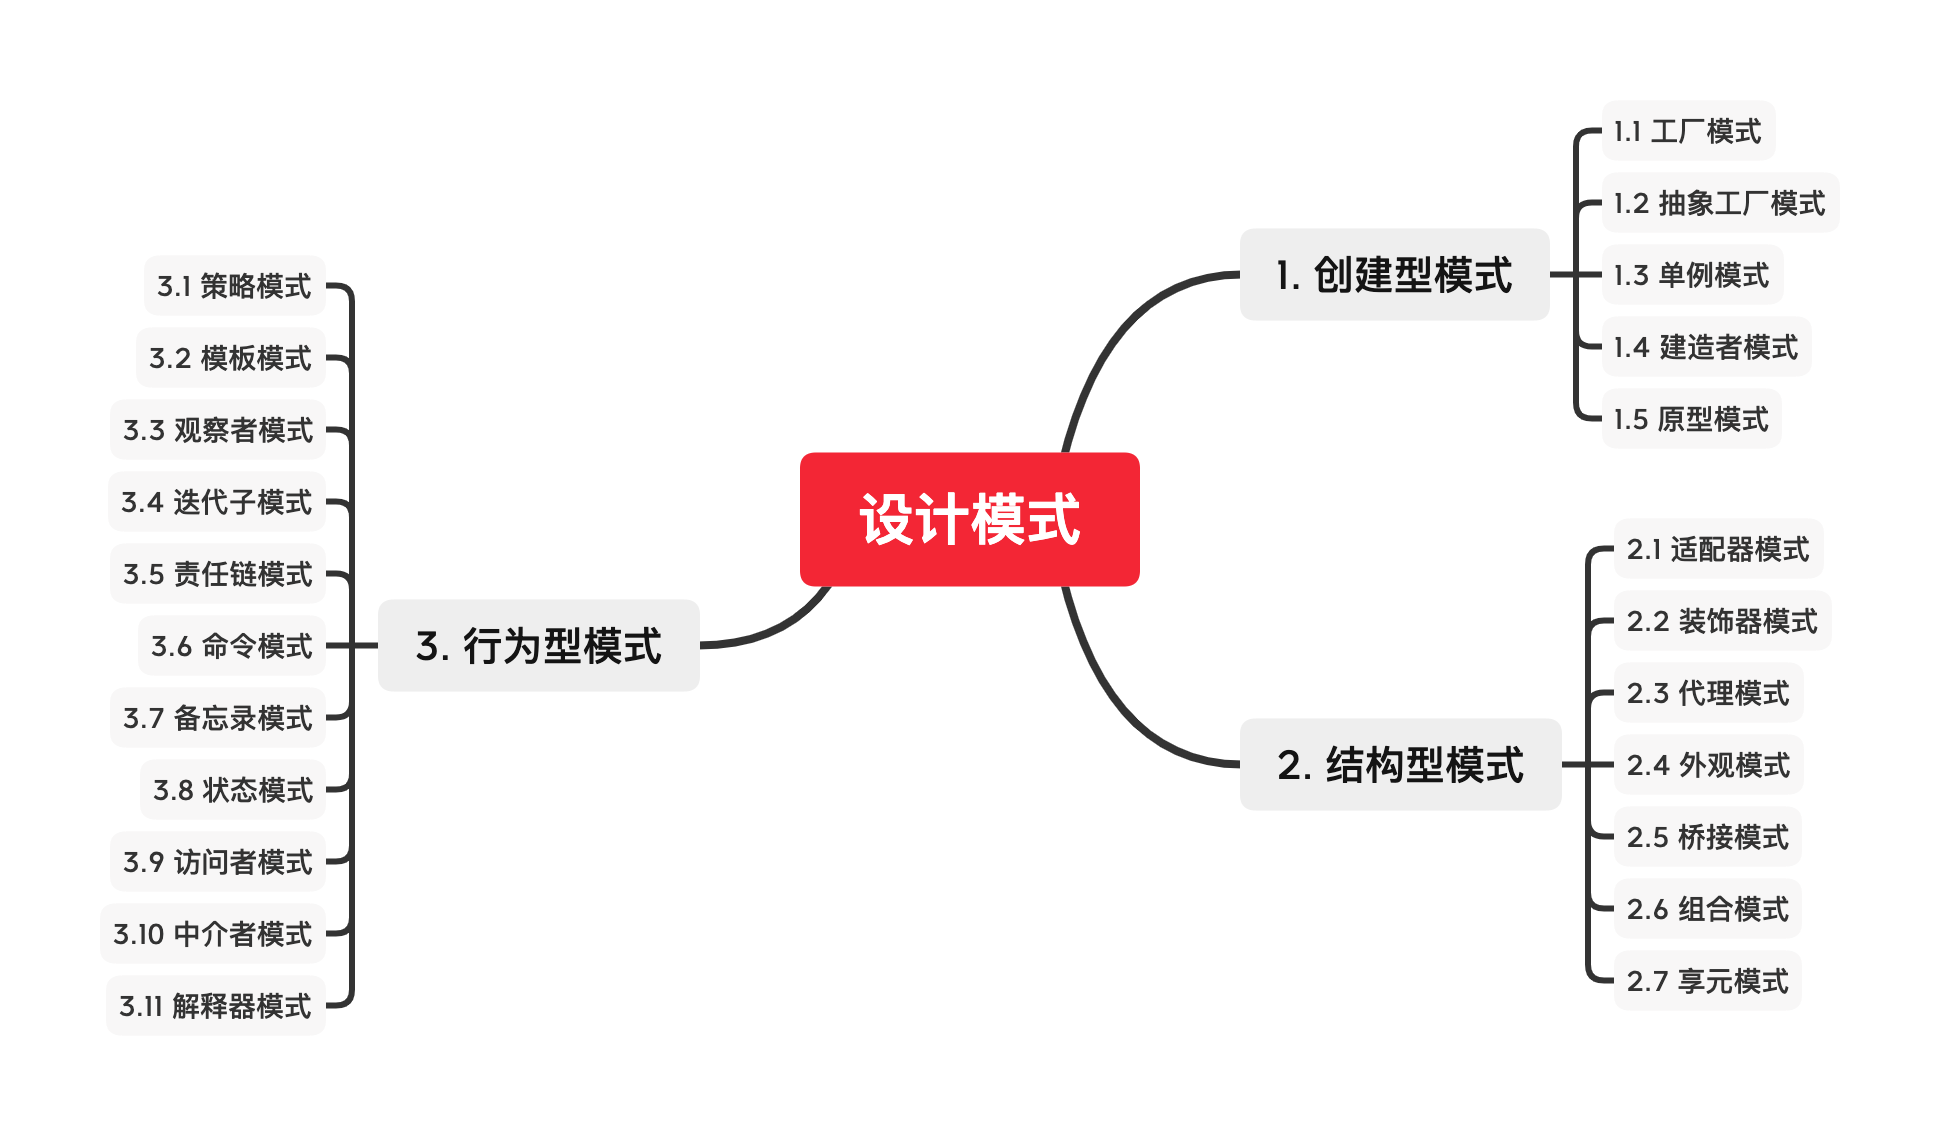 设计模式
1. 创建型模式
1.1 工厂模式
1.2 抽象工厂模式
1.3 单例模式
1.4 建造者模式
1.5 原型模式
2. 结构型模式
2.1 适配器模式
2.2 装饰器模式
2.3 代理模式
2.4 外观模式
2.5 桥接模式
2.6 组合模式
2.7 享元模式
3. 行为型模式
3.1 策略模式
3.2 模板模式
3.3 观察者模式
3.4 迭代子模式
3.5 责任链模式
3.6 命令模式
3.7 备忘录模式
3.8 状态模式
3.9 访问者模式
3.10 中介者模式
3.11 解释器模式